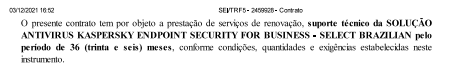 03/12/2021 16:52 SEI/TRF5 - 2459928 - Contrato
O presente contrato tem por objeto a prestação de serviços de renovação, suporte técnico da SOLUÇÃO
ANTIVIRUS KASPERSKY ENDPOINT SECURITY FOR BUSINESS - SELECT BRAZILIAN pelo
período de 36 (trinta e seis) meses, conforme condições, quantidades e exigências estabelecidas neste
instrumento.